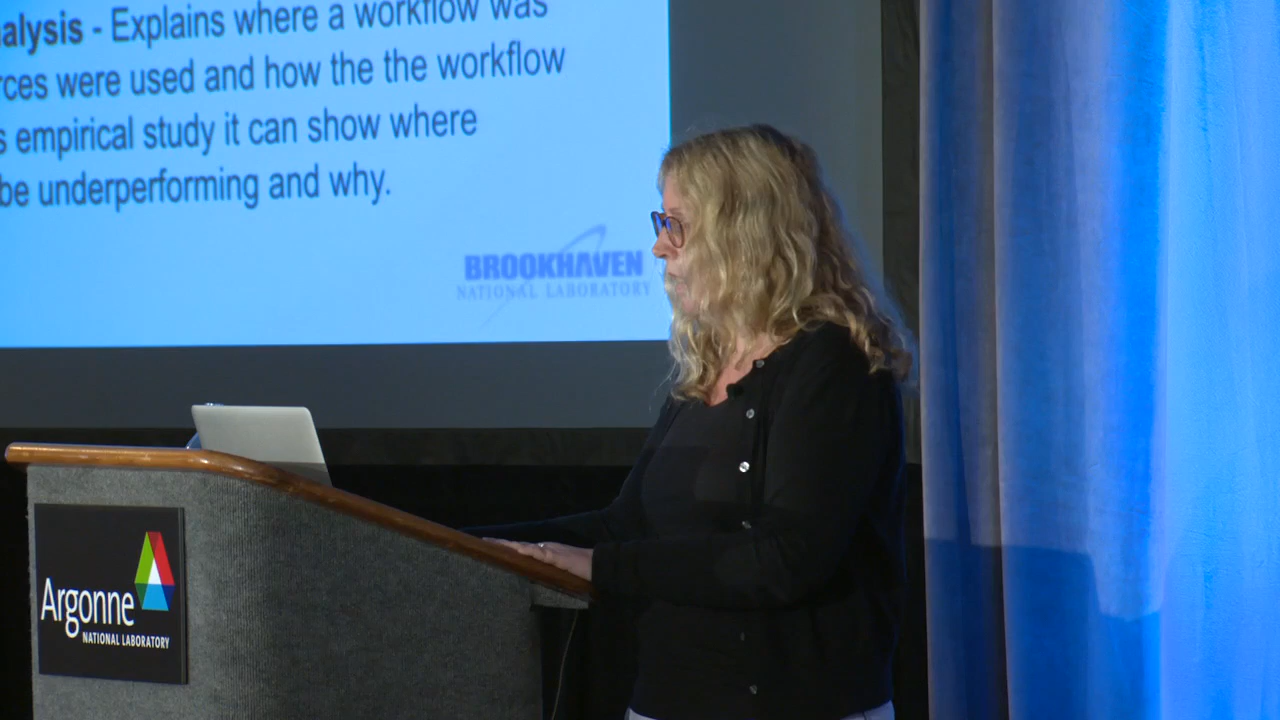 alysis - Explains where a workflow was
rces were used and how the the workflow
s empirical study it can show where
be underperforming and why.
BROOKHAVEN
NATIONAL LABORATORY
Argonne
NATIONAL LABORATORY